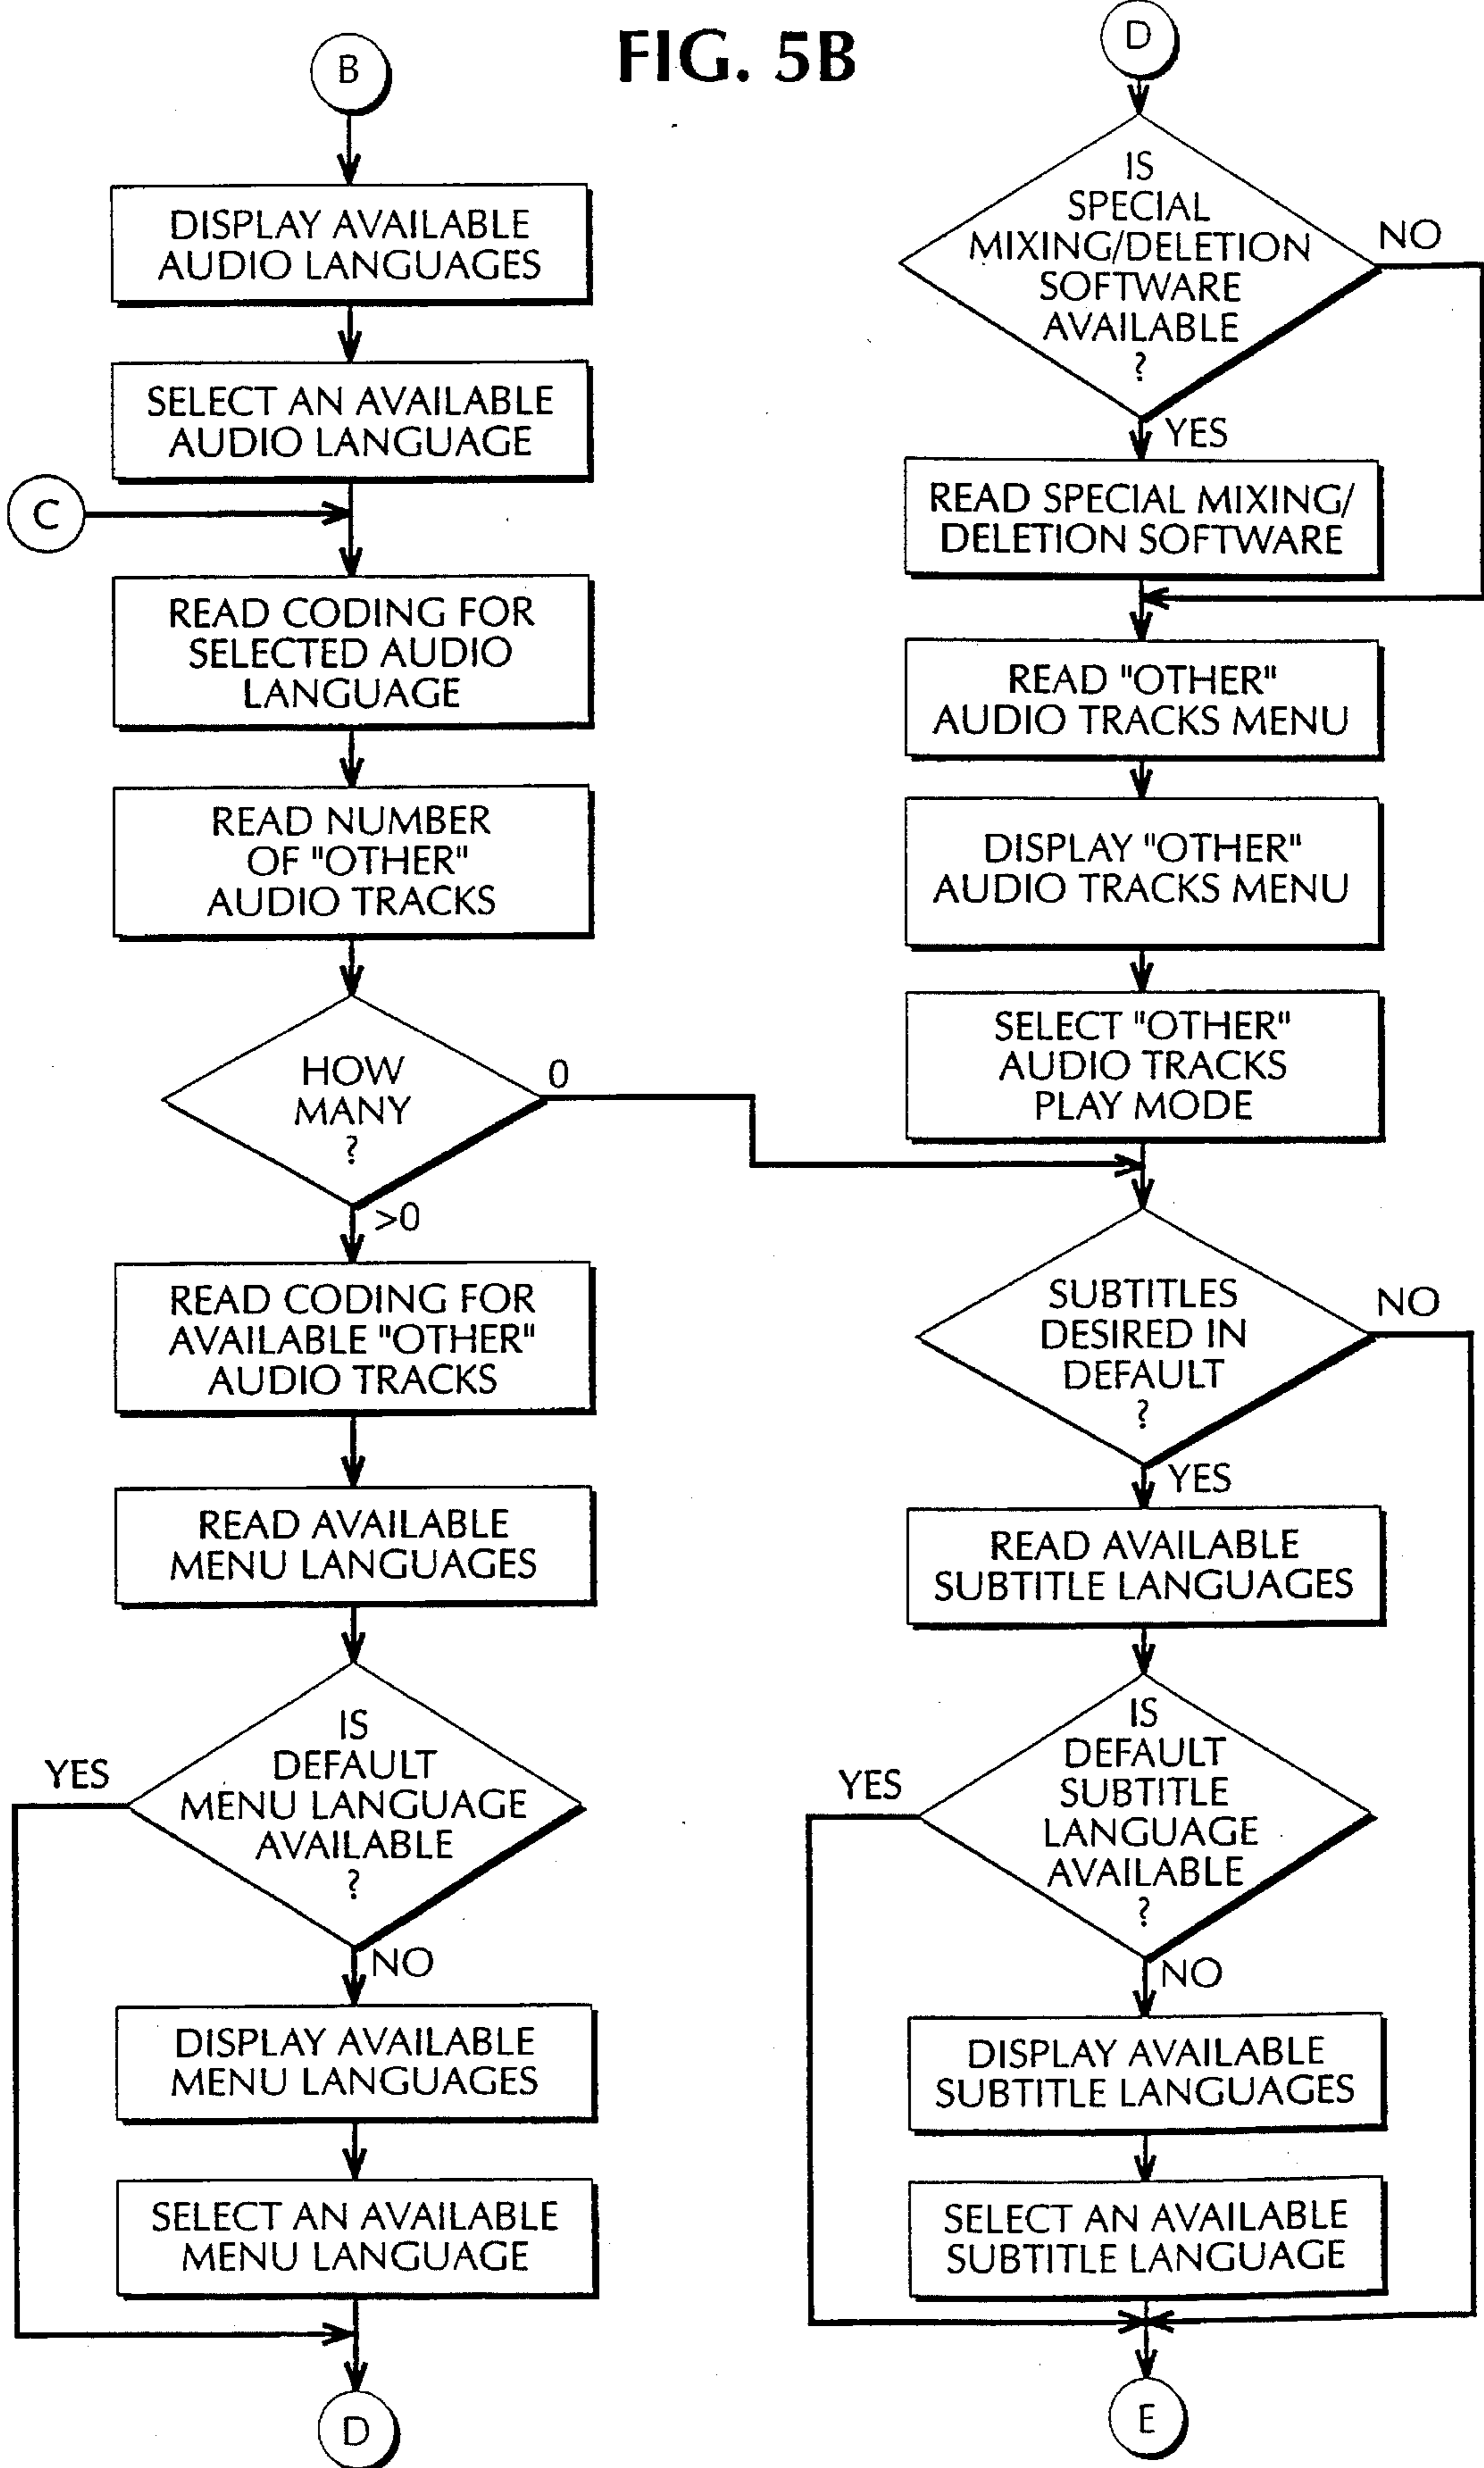 FIG. 5B
B
DISPLAY AVAILABLE
AUDIO LANGUAGES
SELECT AN AVAILABLE
AUDIO LANGUAGE
C
READ CODING FOR
SELECTED AUDIO
LANGUAGE
READ NUMBER
OF "OTHER"
AUDIO TRACKS
HOW
MANY
?
0
>0
READ CODING FOR
AVAILABLE "OTHER"
AUDIO TRACKS
READ AVAILABLE
MENU LANGUAGES
IS
DEFAULT
MENU LANGUAGE
AVAILABLE
?
YES
NO
DISPLAY AVAILABLE
MENU LANGUAGES
SELECT AN AVAILABLE
MENU LANGUAGE
D
D
IS
SPECIAL
MIXING/DELETION
SOFTWARE
AVAILABLE
?
NO
YES
READ SPECIAL MIXING/
DELETION SOFTWARE
READ "OTHER"
AUDIO TRACKS MENU
DISPLAY "OTHER"
AUDIO TRACKS MENU
SELECT "OTHER"
AUDIO TRACKS
PLAY MODE
SUBTITLES
DESIRED IN
DEFAULT
?
NO
YES
READ AVAILABLE
SUBTITLE LANGUAGES
IS
DEFAULT
SUBTITLE
LANGUAGE
AVAILABLE
?
YES
NO
DISPLAY AVAILABLE
SUBTITLE LANGUAGES
SELECT AN AVAILABLE
SUBTITLE LANGUAGE
E